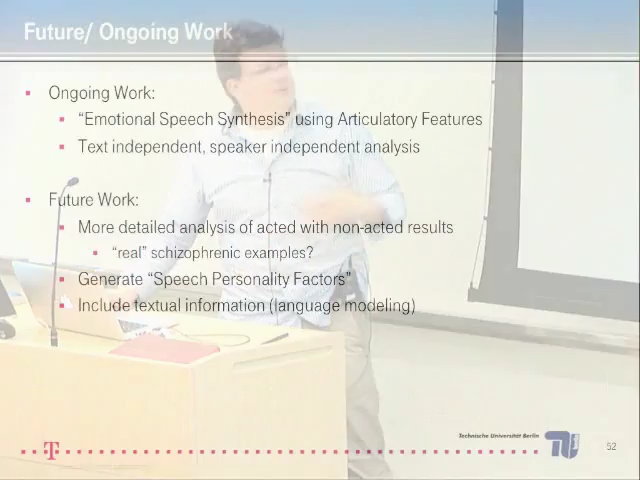 Future/ Ongoing Work
Ongoing Work:
“Emotional Speech Synthesis” using Articulatory Features
Text independent, speaker independent analysis
Future Work:
More detailed analysis of acted with non-acted results
“real” schizophrenic examples?
Generate “Speech Personality Factors”
Include textual information (language modeling)
T
Technische Universität Berlin
52